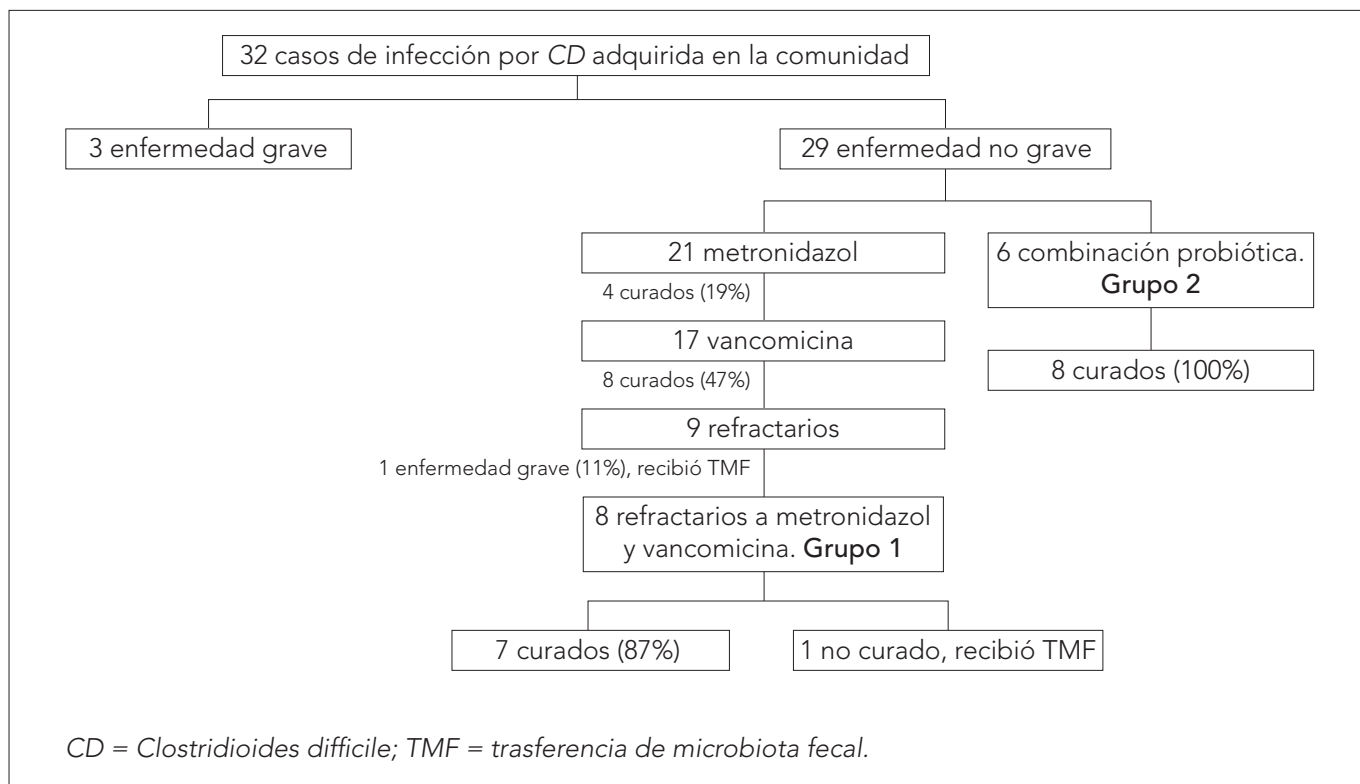 32 casos de infección por CD adquirida en la comunidad
3 enfermedad grave
29 enfermedad no grave
21 metronidazol
6 combinación probiótica.
Grupo 2
4 curados (19%)
17 vancomicina
8 curados (100%)
8 curados (47%)
9 refractarios
1 enfermedad grave (11%), recibió TMF
8 refractarios a metronidazol
y vancomicina. Grupo 1
7 curados (87%)
1 no curado, recibió TMF
CD = Clostridioides difficile; TMF = trasferencia de microbiota fecal.